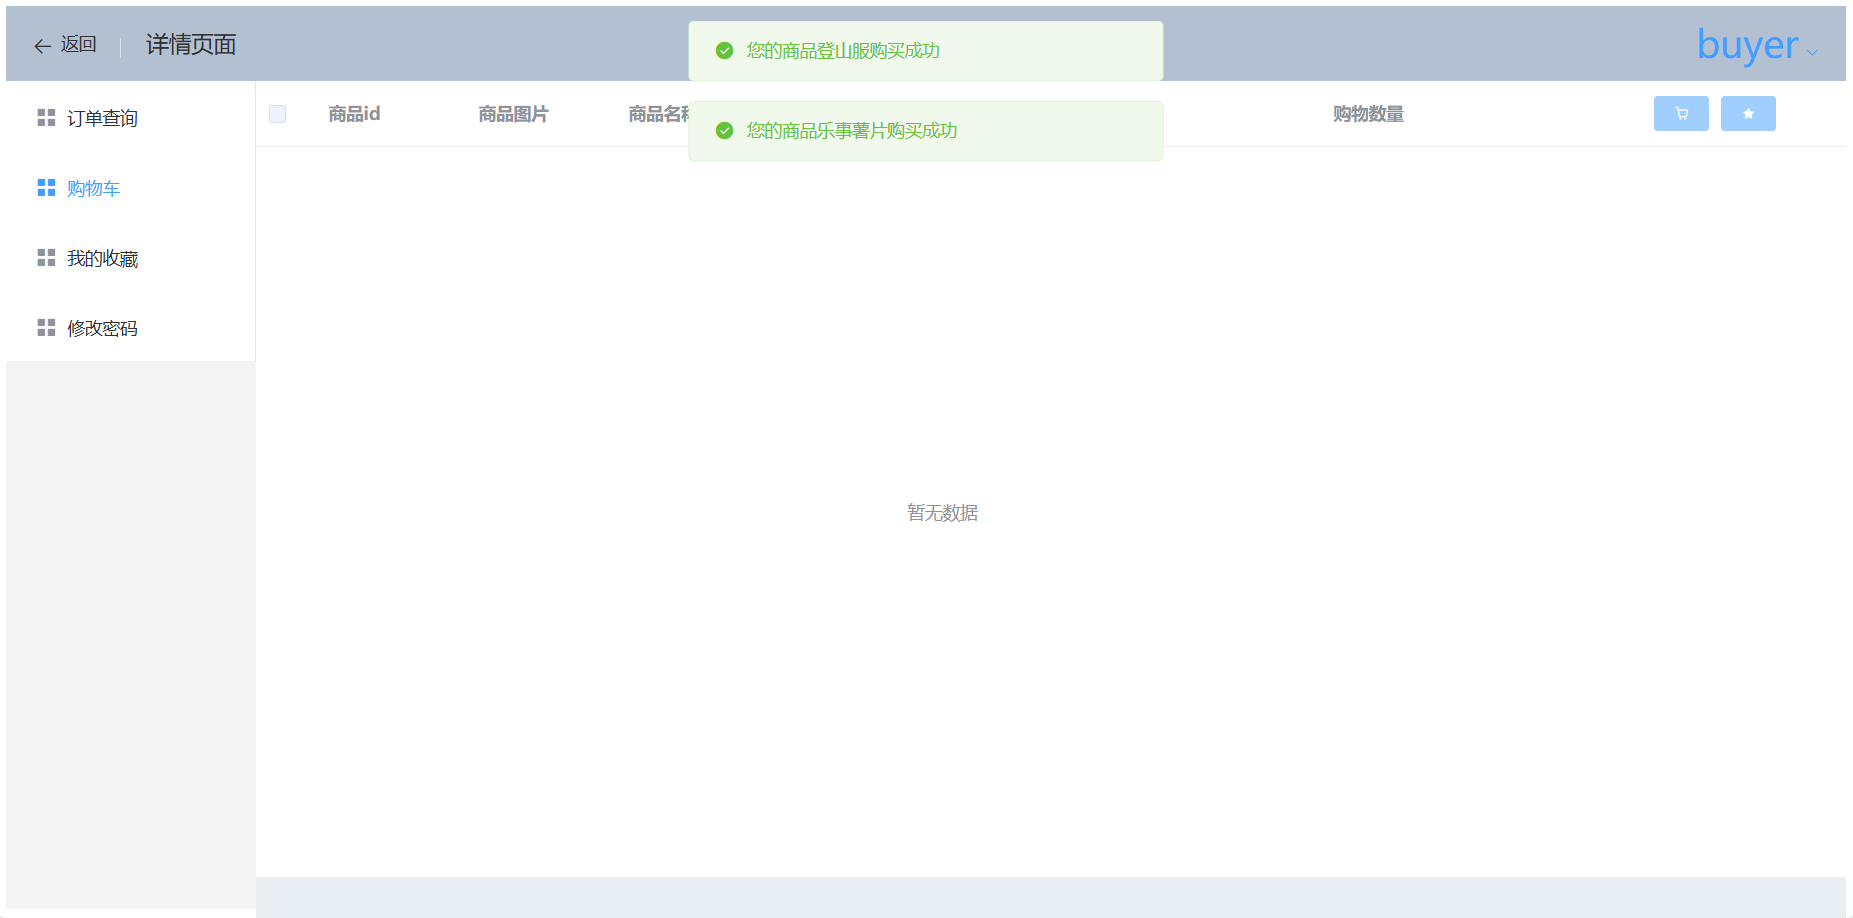 返回
详情页面
您的商品登山服购买成功
buyer
订单查询
购物车
我的收藏
修改密码
商品id
商品图片
商品名
您的商品乐事薯片购买成功
购物数量
暂无数据